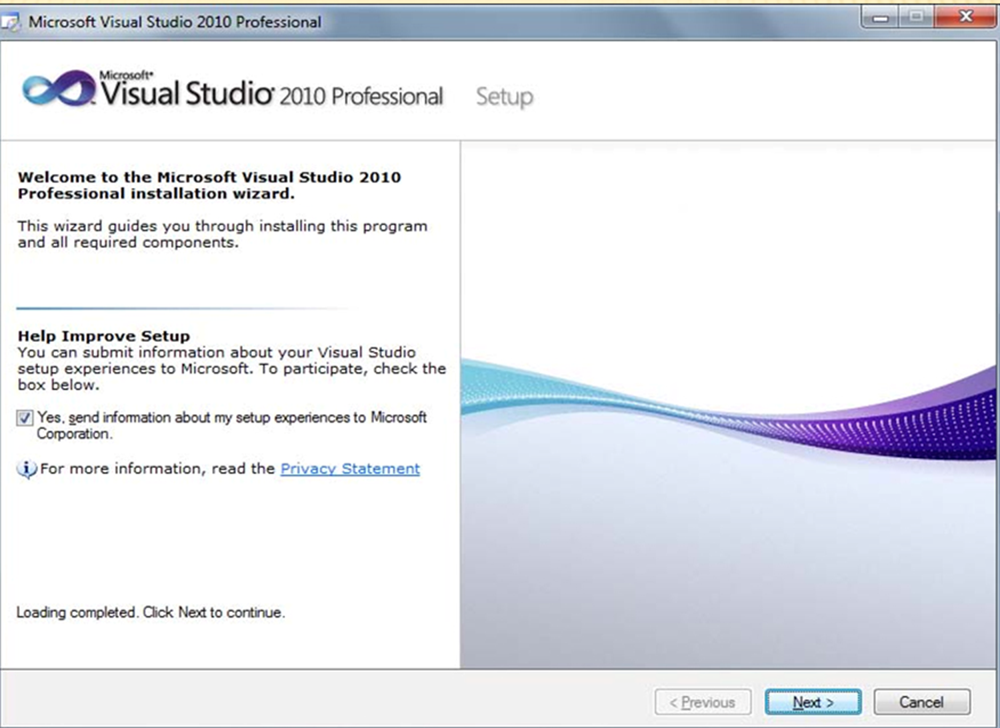 Microsoft Visual Studio 2010 Professional
Microsoft®
Visual Studio® 2010 Professional Setup
Welcome to the Microsoft Visual Studio 2010
Professional installation wizard.
This wizard guides you through installing this program
and all required components.
Help Improve Setup
You can submit information about your Visual Studio
setup experiences to Microsoft. To participate, check the
box below.
Yes, send information about my setup experiences to Microsoft
Corporation.
For more information, read the Privacy Statement
Loading completed. Click Next to continue.
< Previous
Next >
Cancel